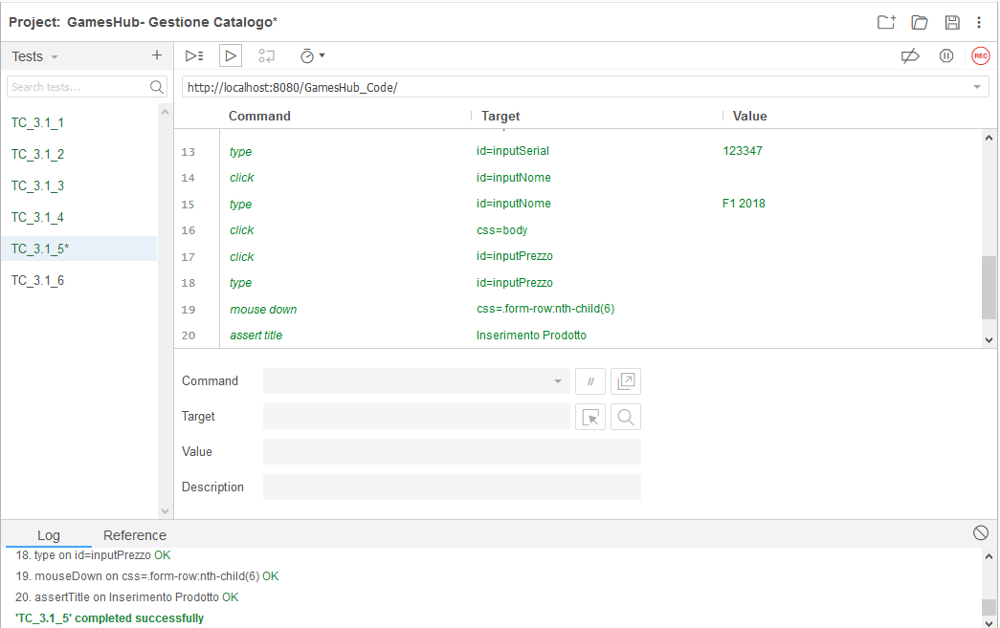 Project: GamesHub- Gestione Catalogo*
Tests
Search tests...
TC_3.1_1
TC_3.1_2
TC_3.1_3
TC_3.1_4
TC_3.1_5*
TC_3.1_6
REC
http://localhost:8080/GamesHub_Code/
Command Target Value
13 type id=inputSerial 123347
14 click id=inputNome
15 type id=inputNome F1 2018
16 click css=body
17 click id=inputPrezzo
18 type id=inputPrezzo
19 mouse down css=.form-row:nth-child(6)
20 assert title Inserimento Prodotto
Command //
Target
Value
Description
Log Reference
18. type on id=inputPrezzo OK
19. mouseDown on css=.form-row:nth-child(6) OK
20. assertTitle on Inserimento Prodotto OK
'TC_3.1_5' completed successfully